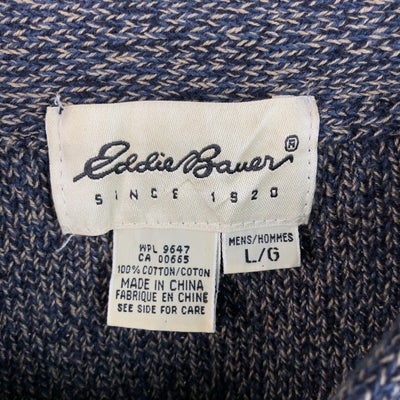 Eddie Bauer ®
SINCE 1920
WPL 9647
CA 00665
100% COTTON/COTON
MADE IN CHINA
FABRIQUE EN CHINE
SEE SIDE FOR CARE
MENS/HOMMES
L/G